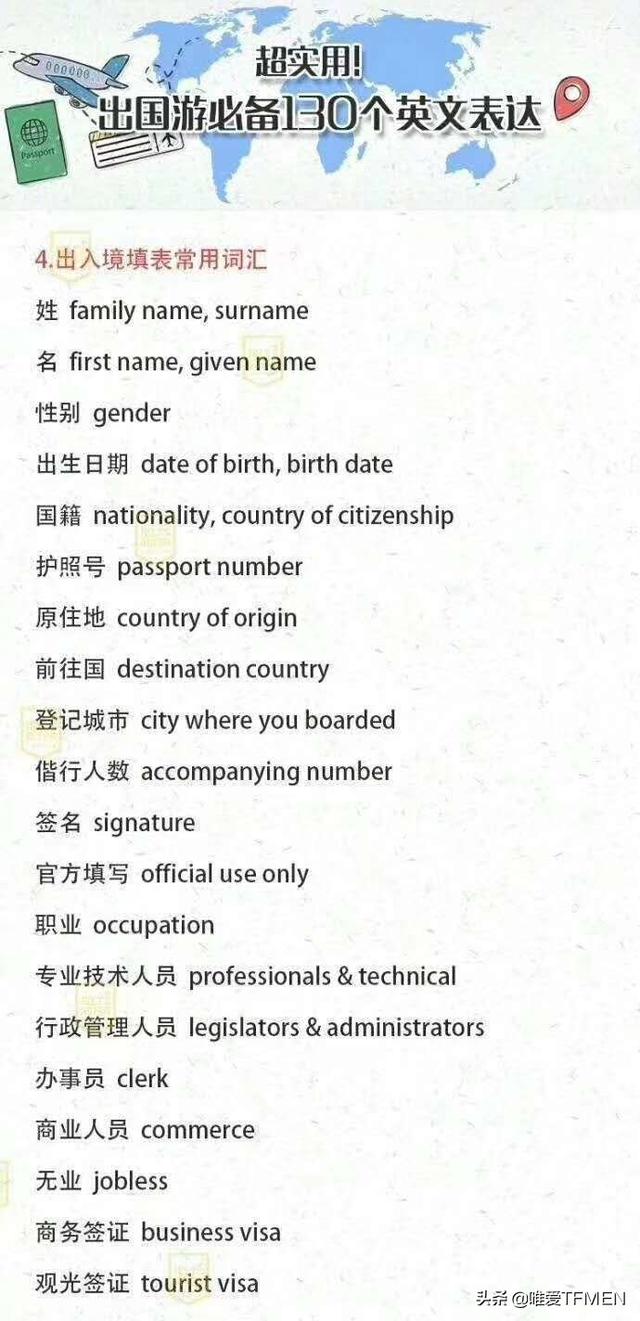 超实用!
出国游必备130个英文表达
Passport
4.出入境填表常用词汇
姓 family name, surname
名 first name, given name
性别 gender
出生日期 date of birth, birth date
国籍 nationality, country of citizenship
护照号 passport number
原住地 country of origin
前往国 destination country
登记城市 city where you boarded
偕行人数 accompanying number
签名 signature
官方填写 official use only
职业 occupation
专业技术人员 professionals & technical
行政管理人员 legislators & administrators
办事员 clerk
商业人员 commerce
无业 jobless
商务签证 business visa
观光签证 tourist visa
头条 @唯爱TFMEN